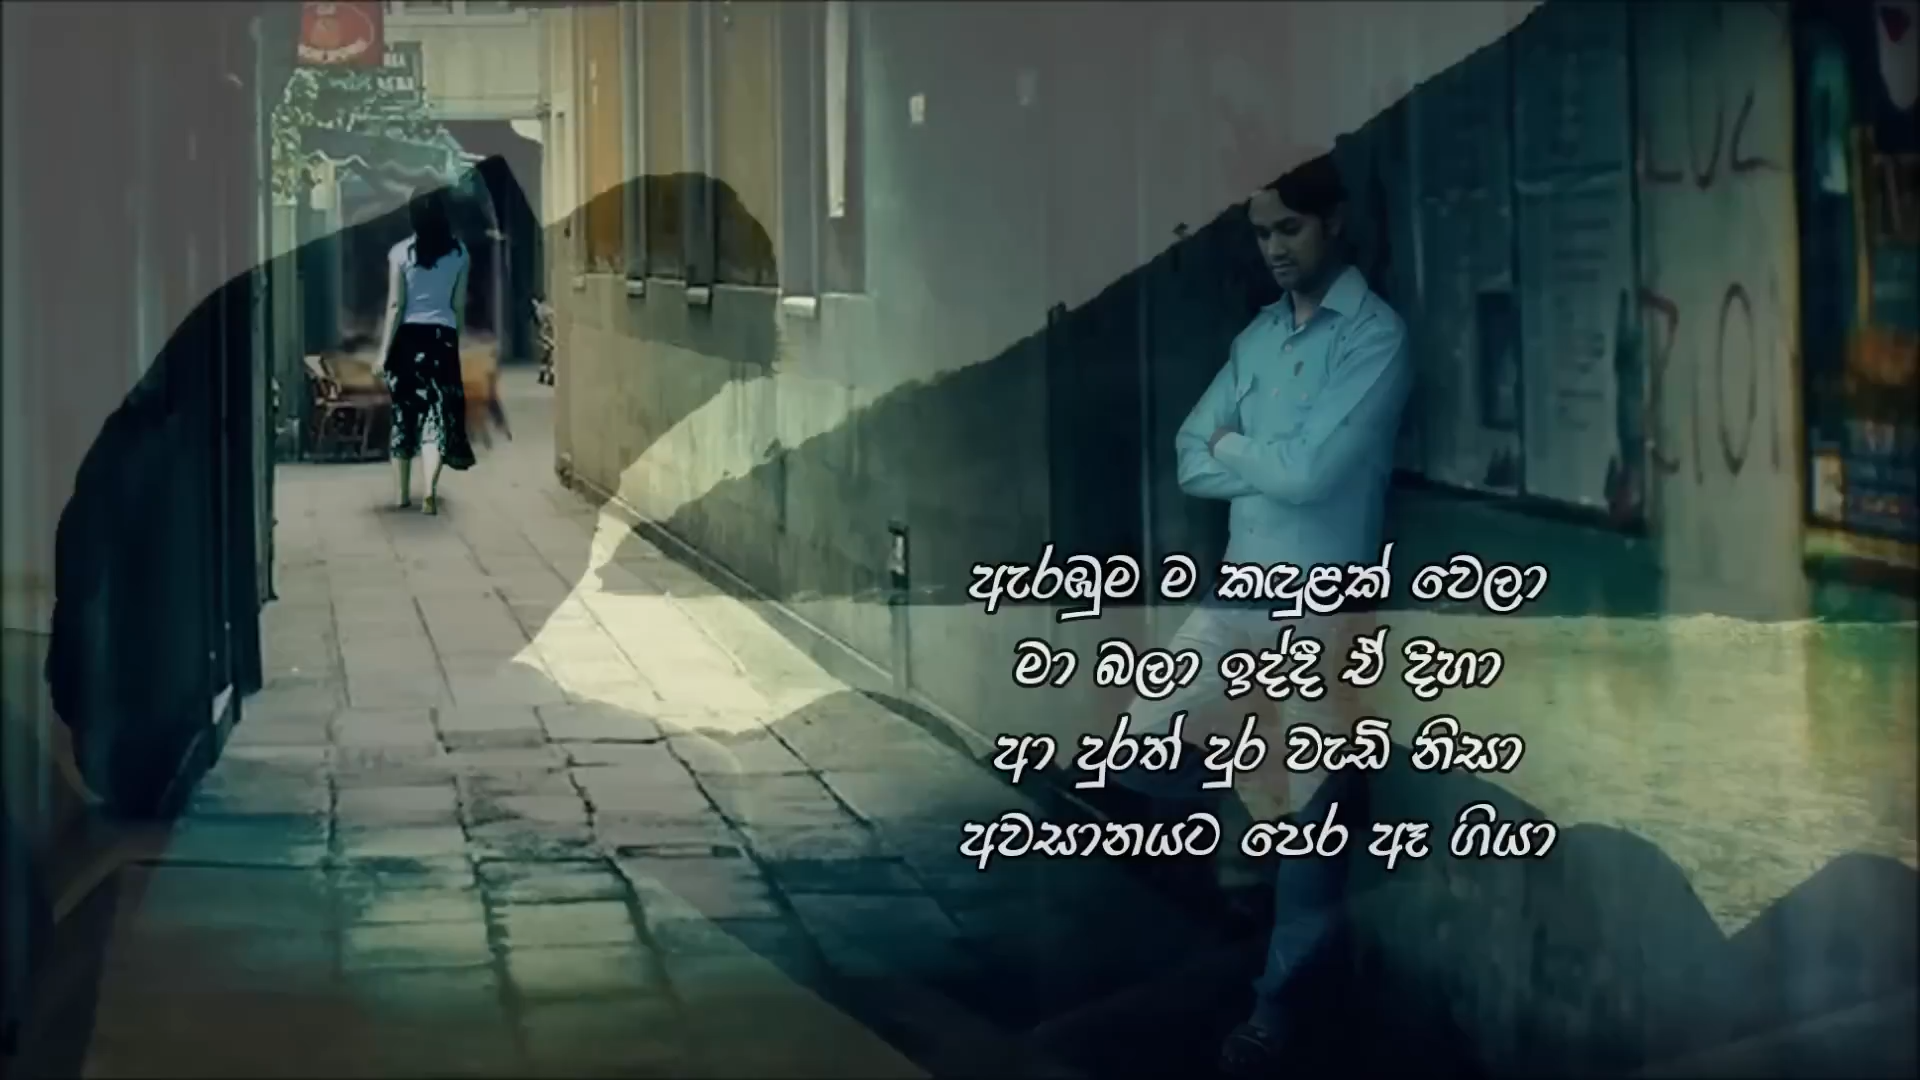 ඇරඹුම ම කඳුළක් වෙලා
මා බලා ඉද්දී ඒ දිහා
ආ දුරත් දුර වැඩි නිසා
අවසානයට පෙර ඈ ගියා